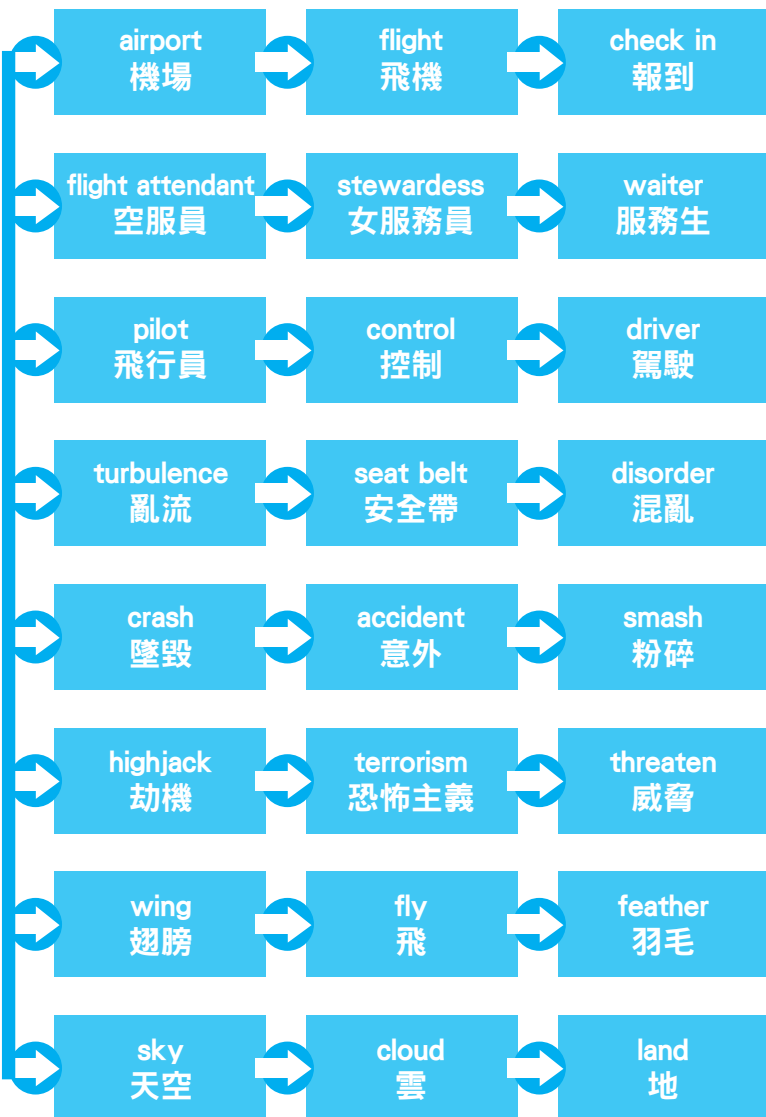 airport
機場
flight
飛機
check in
報到
flight attendant
空服員
stewardess
女服務員
waiter
服務生
pilot
飛行員
control
控制
driver
駕駛
turbulence
亂流
seat belt
安全帶
disorder
混亂
crash
墜毀
accident
意外
smash
粉碎
highjack
劫機
terrorism
恐怖主義
threaten
威脅
wing
翅膀
fly
飛
feather
羽毛
sky
天空
cloud
雲
land
地